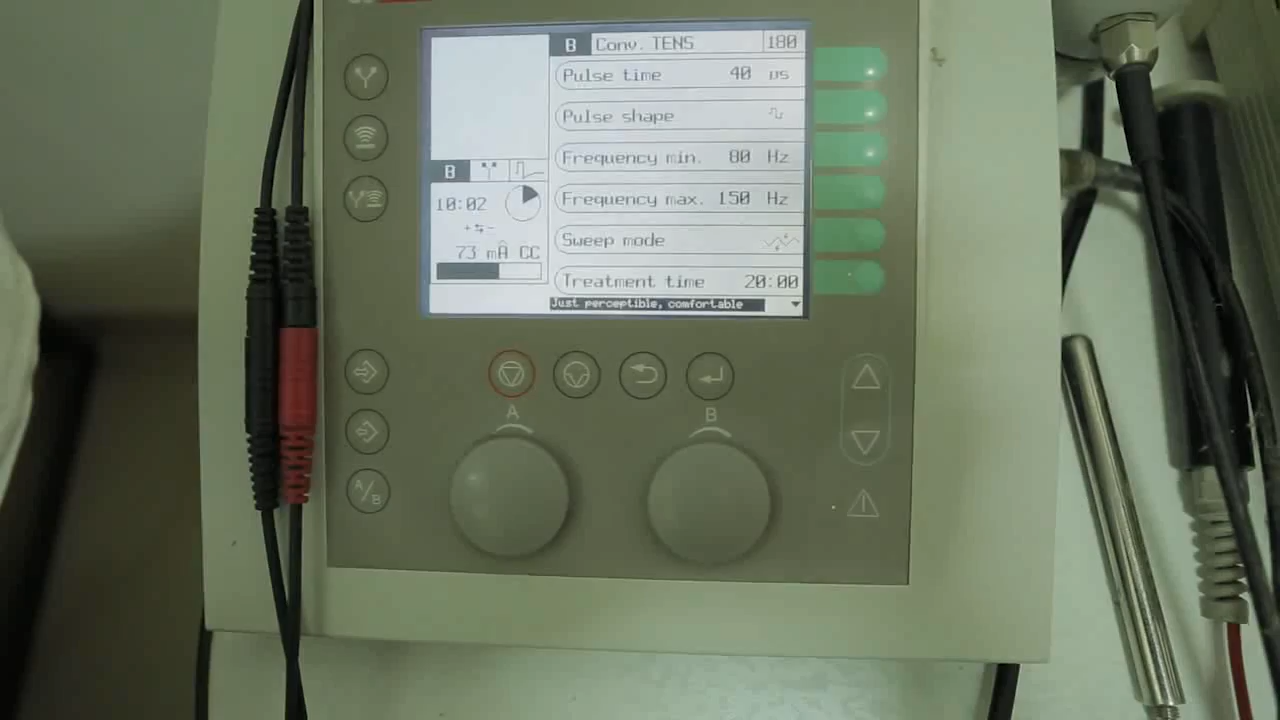 B Conv. TENS 180
Pulse time 40 µs
Pulse shape
Frequency min. 80 Hz
B
10:02
Frequency max. 150 Hz
+ -
73 mA CC
Sweep mode
Treatment time 20:00
Just perceptible, comfortable
A B
A/B